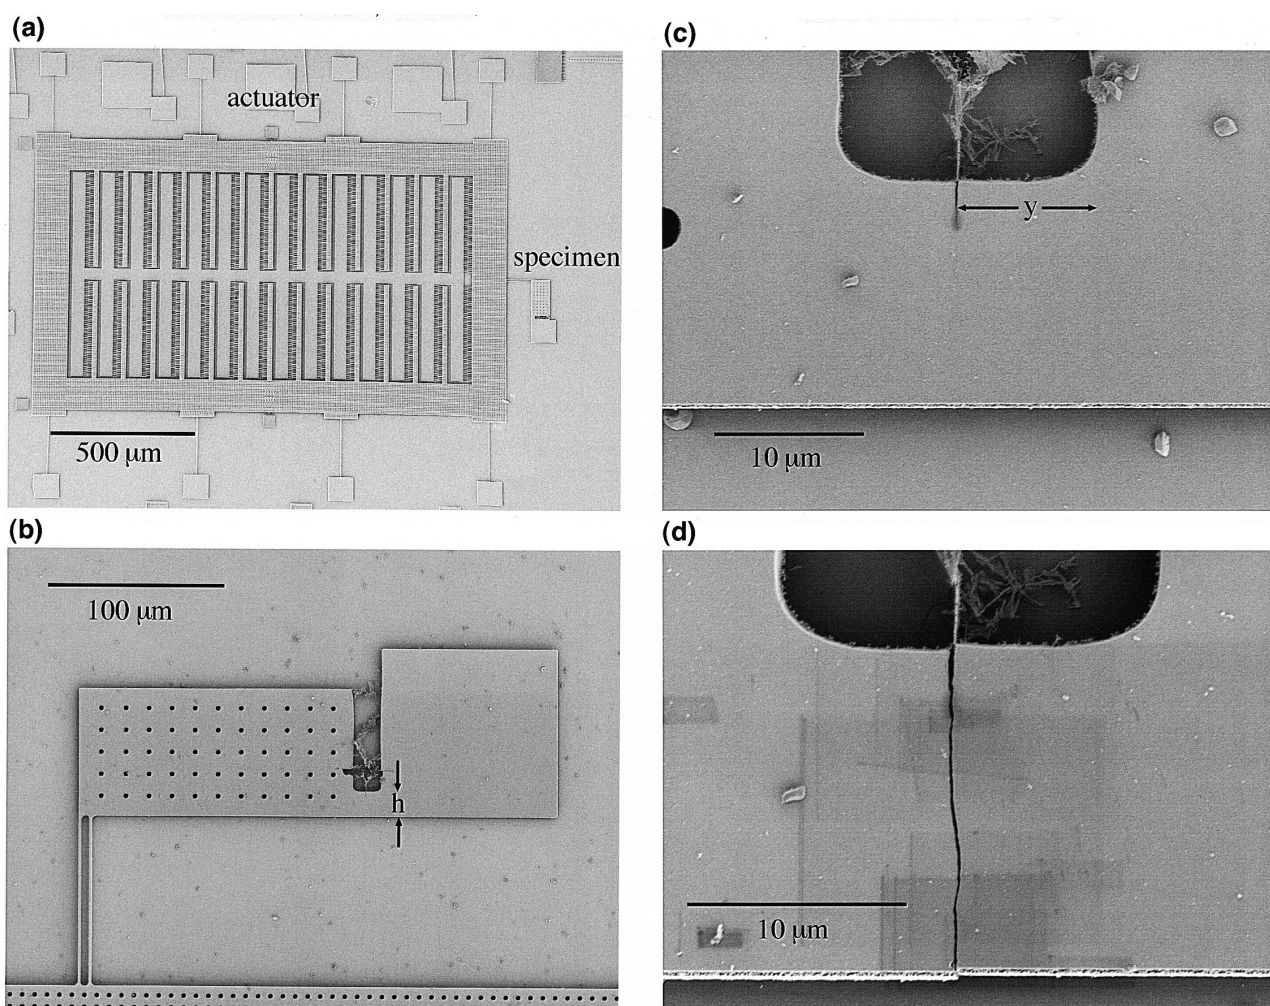 (a)
actuator
specimen
500 µm
(b)
100 µm
h
(c)
y
10 µm
(d)
10 µm